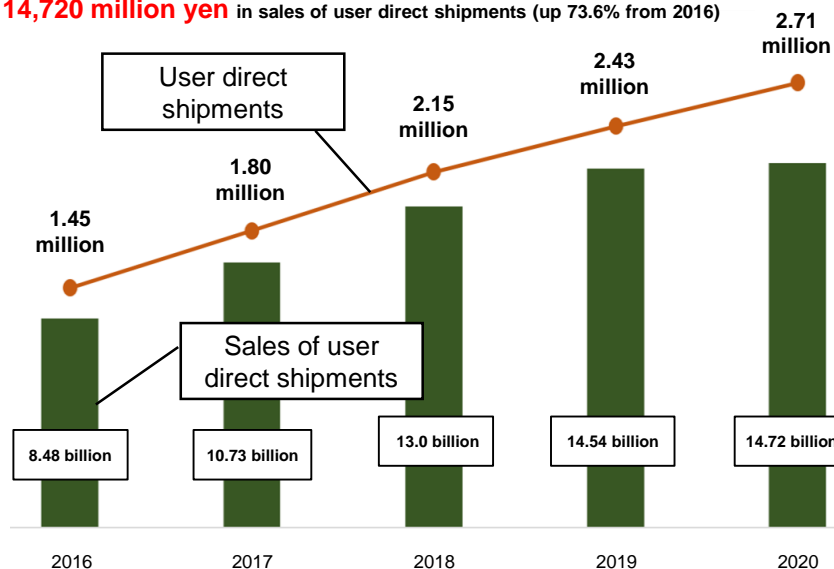 14,720 million yen in sales of user direct shipments (up 73.6% from 2016)
2.71
million
2.43
million
2.15
million
1.80
million
1.45
million
User direct
shipments
Sales of user
direct shipments
8.48 billion
10.73 billion
13.0 billion
14.54 billion
14.72 billion
2016
2017
2018
2019
2020